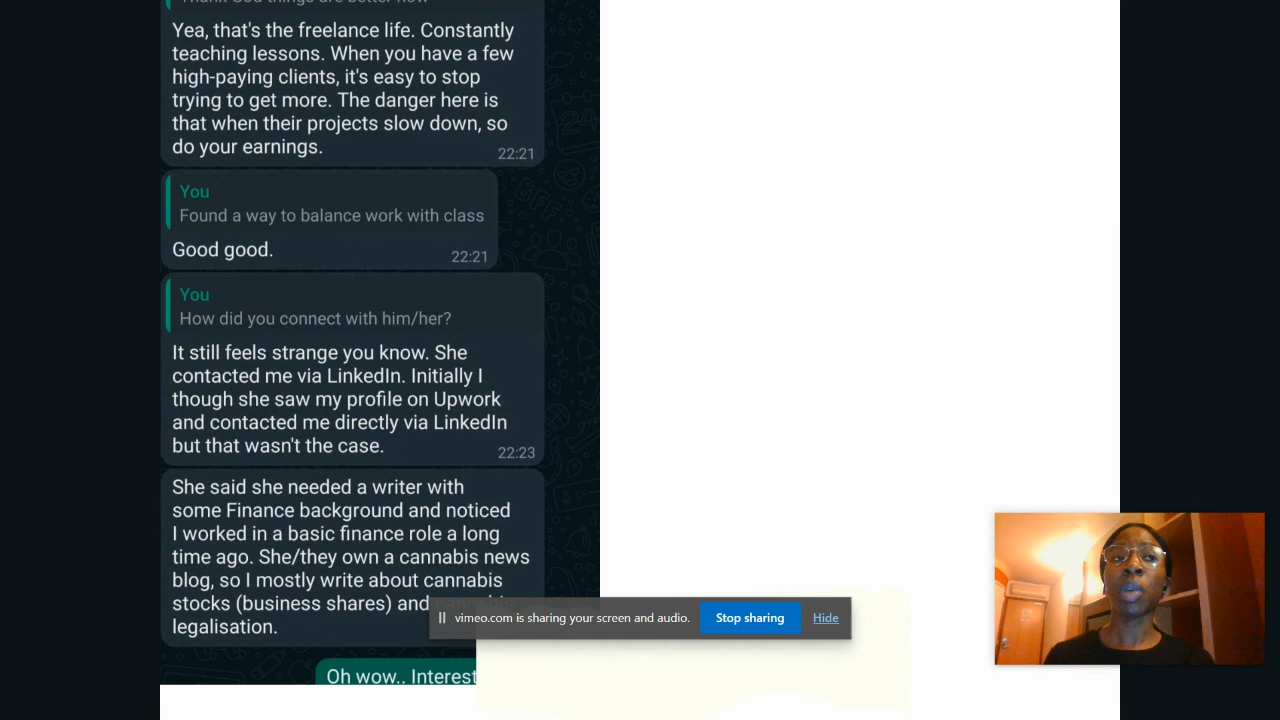 Thank God things are better now
Yea, that's the freelance life. Constantly
teaching lessons. When you have a few
high-paying clients, it's easy to stop
trying to get more. The danger here is
that when their projects slow down, so
do your earnings.
22:21
You
Found a way to balance work with class
Good good.
22:21
You
How did you connect with him/her?
It still feels strange you know. She
contacted me via LinkedIn. Initially I
though she saw my profile on Upwork
and contacted me directly via LinkedIn
but that wasn't the case.
22:23
She said she needed a writer with
some Finance background and noticed
I worked in a basic finance role a long
time ago. She/they own a cannabis news
blog, so I mostly write about cannabis
stocks (business shares) and cannabis
legalisation.
vimeo.com is sharing your screen and audio.
Stop sharing
Hide
Oh wow.. Interest